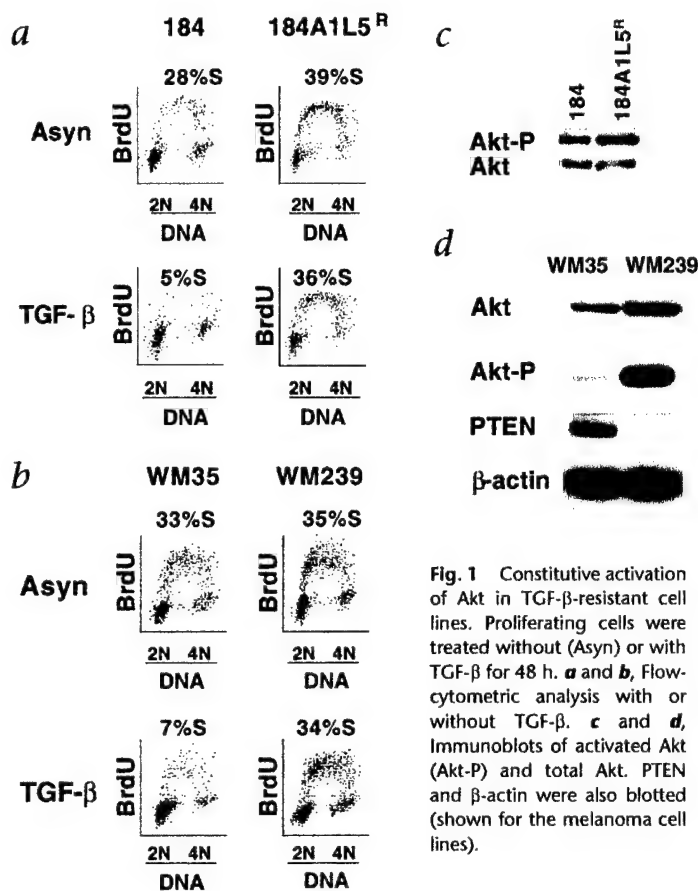 a
184
184A1L5 R
28%S
39%S
Asyn
BrdU
BrdU
2N 4N
2N 4N
DNA
DNA
5%S
36%S
TGF- β
BrdU
BrdU
2N 4N
2N 4N
DNA
DNA
b
WM35
WM239
33%S
35%S
Asyn
BrdU
BrdU
2N 4N
2N 4N
DNA
DNA
7%S
34%S
TGF-β
BrdU
BrdU
2N 4N
2N 4N
DNA
DNA
c
184
184A1L5R
Akt-P
Akt
d
WM35 WM239
Akt
Akt-P
PTEN
β-actin
Fig. 1 Constitutive activation
of Akt in TGF-β-resistant cell
lines. Proliferating cells were
treated without (Asyn) or with
TGF-β for 48 h. a and b, Flow-
cytometric analysis with or
without TGF-β. c and d,
Immunoblots of activated Akt
(Akt-P) and total Akt. PTEN
and β-actin were also blotted
(shown for the melanoma cell
lines).